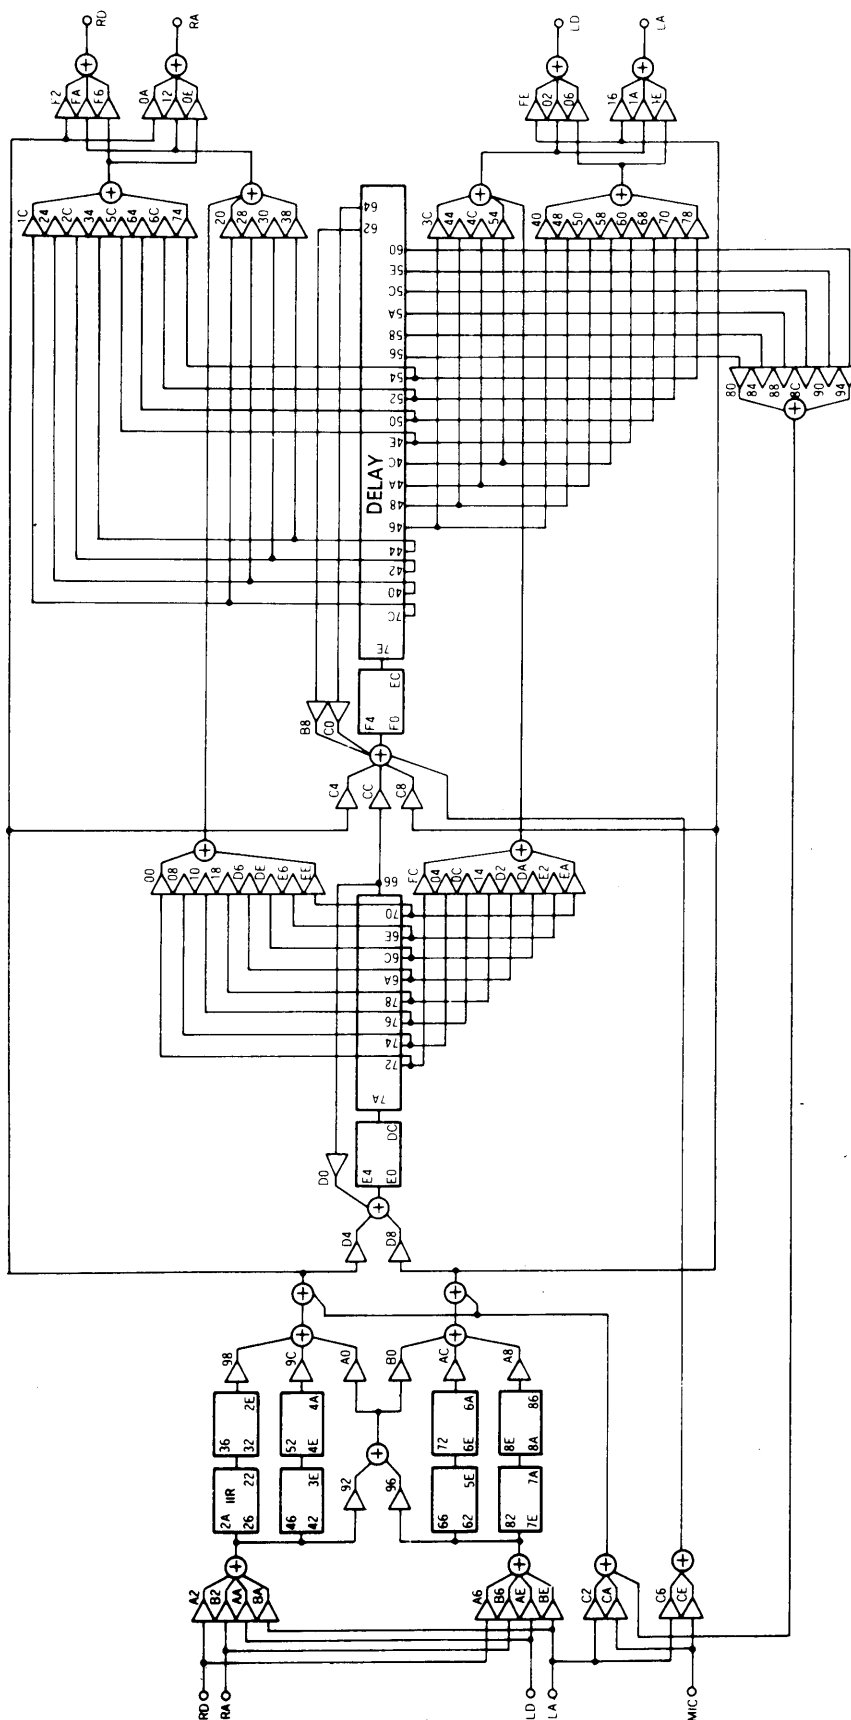 RD
RA
LD
LA
F2
FA
F6
0A
12
0E
FE
02
06
16
1A
1E
1C
24
2C
34
5C
64
6C
74
20
28
30
38
3C
44
4C
54
40
48
50
58
60
68
70
78
64
62
60
5E
5C
5A
58
56
54
52
50
4E
4C
4A
48
46
44
42
40
7C
7E
DELAY
80
84
88
8C
90
94
EC
F4
F0
B8
C0
C4
CC
C8
00
08
10
18
D6
DE
E6
EE
FC
04
0C
14
D2
DA
E2
EA
66
70
6E
6C
6A
78
76
74
72
7A
DC
E4
E0
D0
D4
D8
98
9C
A0
B0
AC
A8
36
2E
32
52
4A
4E
72
6A
6E
8E
86
8A
2A
IIR
22
26
46
3E
42
92
96
66
5E
62
82
7A
7E
A2
B2
AA
BA
A6
B6
AE
BE
C2
CA
C6
CE
RD
RA
LD
LA
MIC